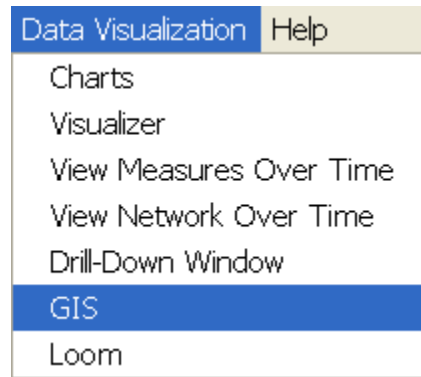 Data Visualization Help
Charts
Visualizer
View Measures Over Time
View Network Over Time
Drill-Down Window
GIS
Loom